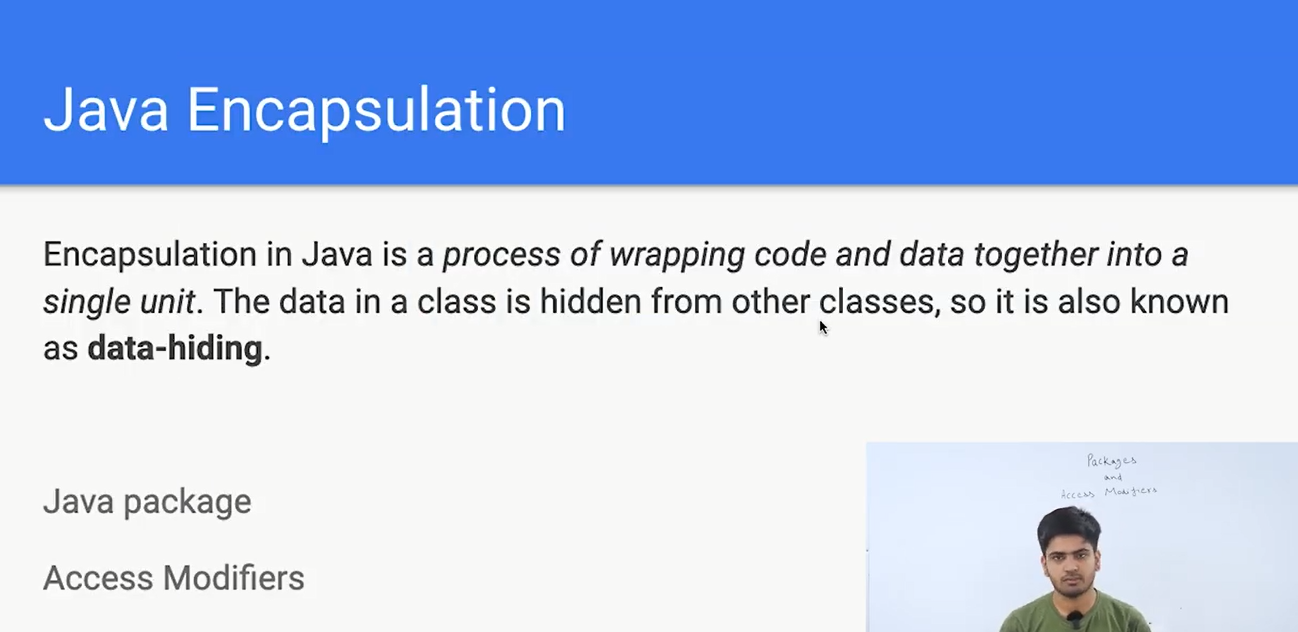 Java Encapsulation
Encapsulation in Java is a process of wrapping code and data together into a
single unit. The data in a class is hidden from other classes, so it is also known
as data-hiding.
Java package
Access Modifiers
Packages
and
Access Modifiers